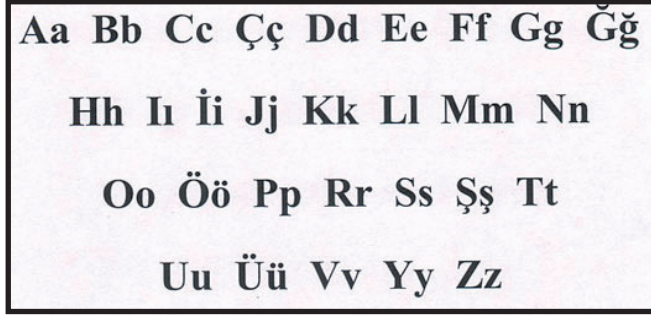 Aa Bb Cc Çç Dd Ee Ff Gg Ğğ
Hh Iı İi Jj Kk Ll Mm Nn
Oo Öö Pp Rr Ss Şş Tt
Uu Üü Vv Yy Zz